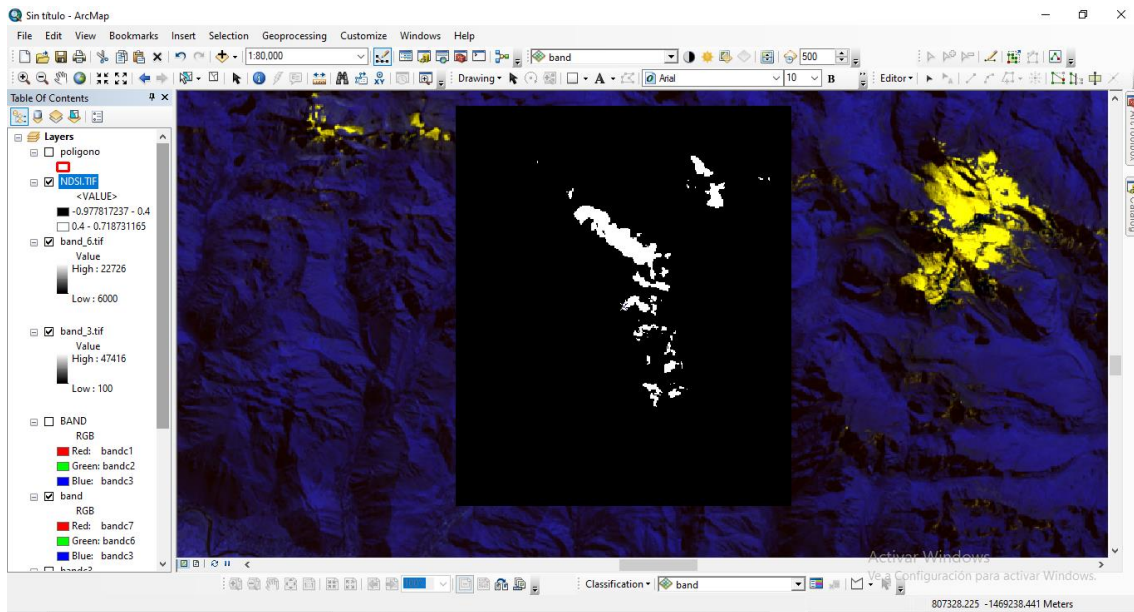 Sin título - ArcMap
File Edit View Bookmarks Insert Selection Geoprocessing Customize Windows Help
1:80,000 band 500
Drawing A Arial 10 B Editor
Table Of Contents
Layers
poligono
NDSI.TIF
<VALUE>
-0.977817237 - 0.4
0.4 - 0.718731165
band_6.tif
Value
High : 22726
Low : 6000
band_3.tif
Value
High : 47416
Low : 100
BAND
RGB
Red: bandc1
Green: bandc2
Blue: bandc3
band
RGB
Red: bandc7
Green: bandc6
Blue: bandc3
ArcToolbox
Catalog
Activar Windows
Ve a Configuración para activar Windows.
Classification band
807328.225 -1469238.441 Meters